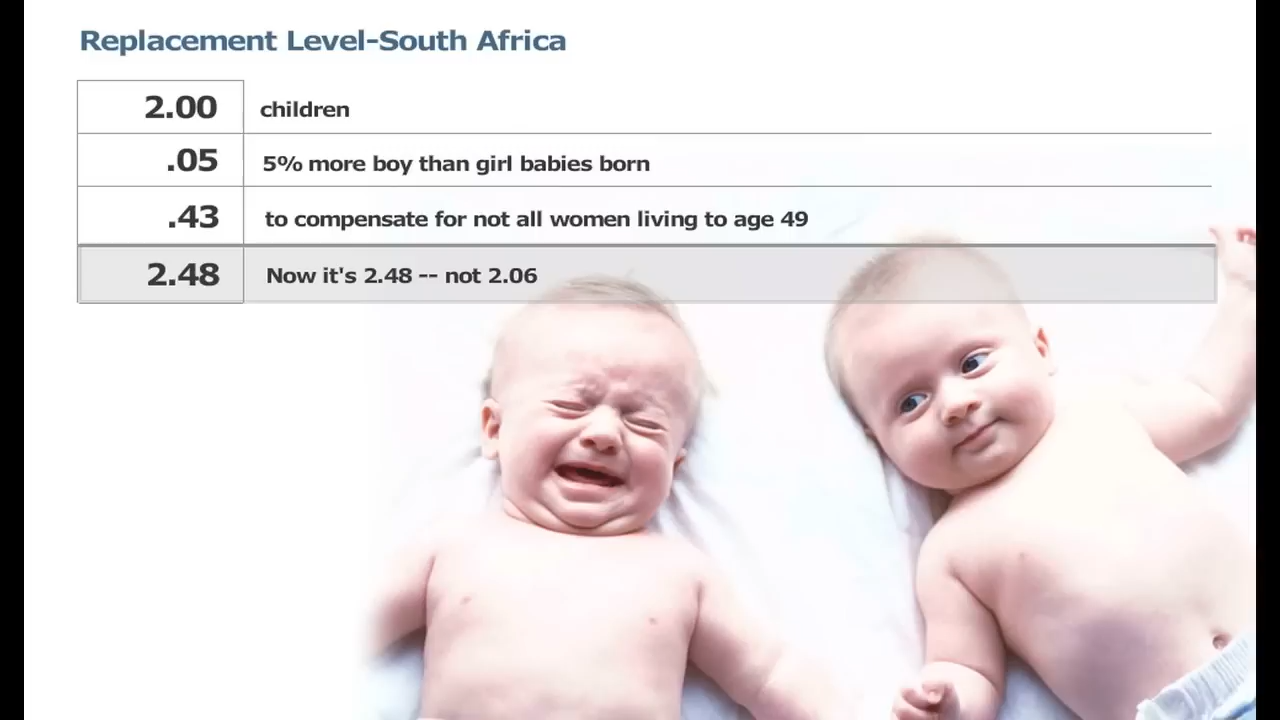 Replacement Level-South Africa
2.00 children
.05 5% more boy than girl babies born
.43 to compensate for not all women living to age 49
2.48 Now it's 2.48 -- not 2.06